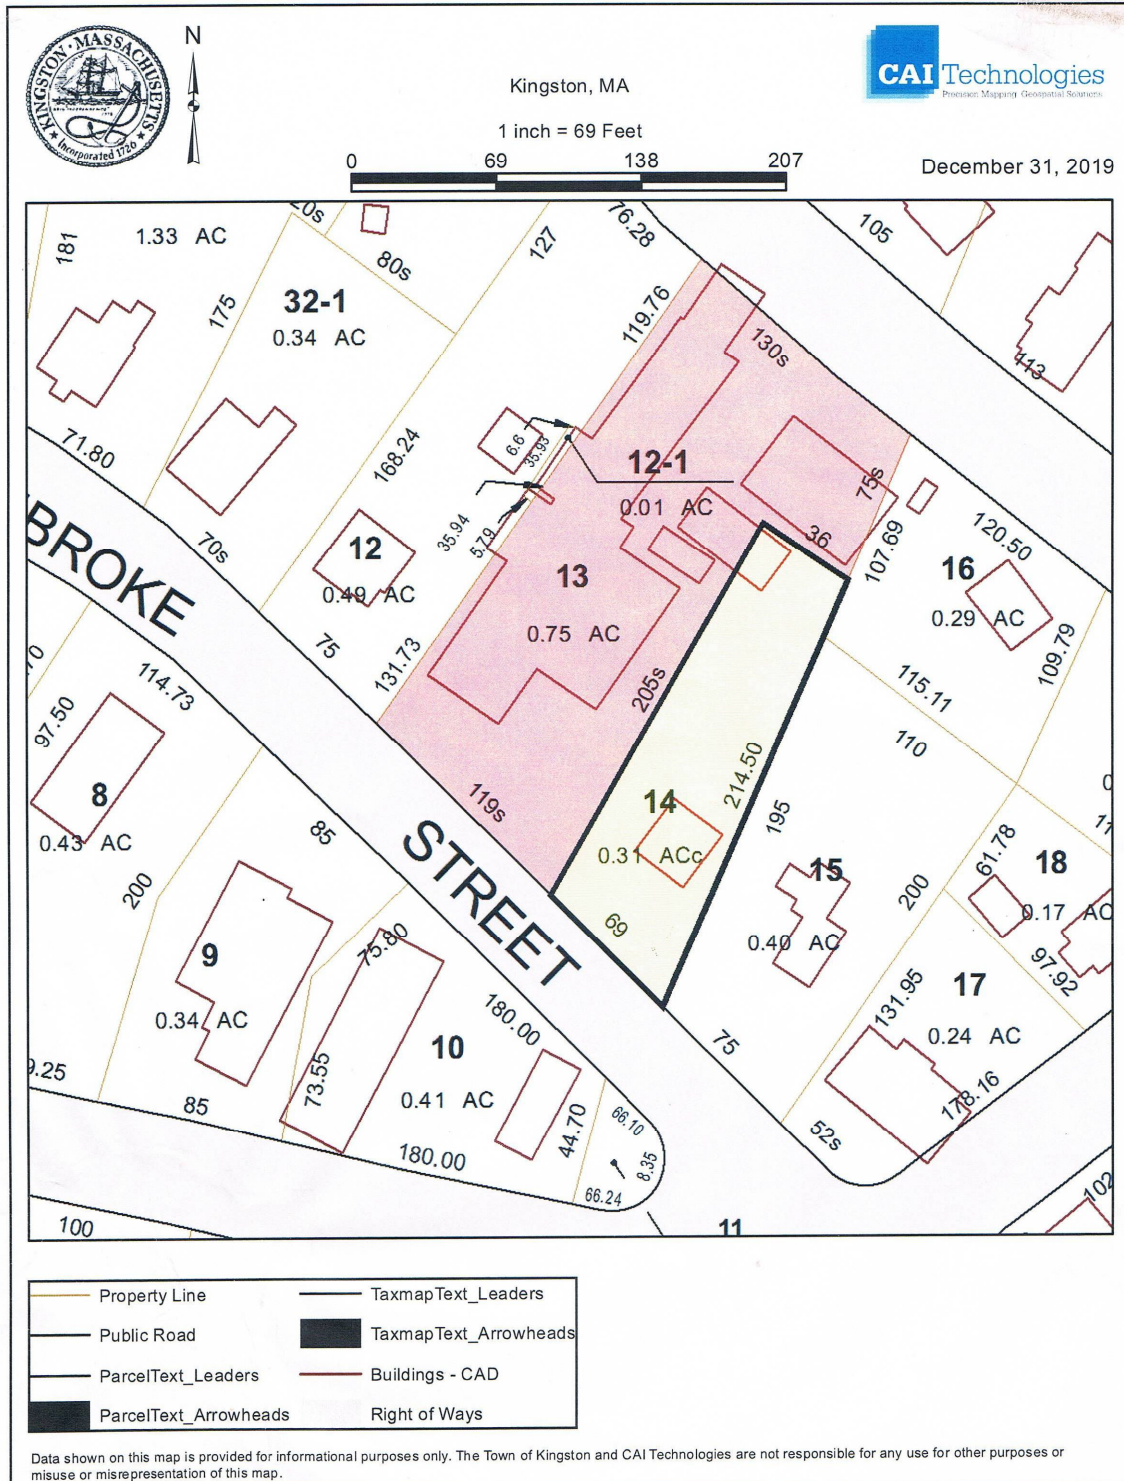 KINGSTON · MASSACHUSETTS
Incorporated 1726
N
Kingston, MA
1 inch = 69 Feet
0 69 138 207
CAI Technologies
Precision Mapping. Geospatial Solutions.
December 31, 2019
181
1.33 AC
20s
80s
127
76.28
105
175
32-1
0.34 AC
119.76
130s
113
71.80
168.24
6.6
35.93
12-1
0.01 AC
75s
BROKE
70s
12
0.49 AC
35.94
5.79
13
0.75 AC
36
107.69
120.50
16
0.29 AC
70
114.73
75
131.73
205s
115.11
109.79
97.50
8
0.43 AC
119s
214.50
110
14
0.31 ACc
195
85
STREET
69
15
0.40 AC
200
61.78
18
0.17 AC
0
11
200
9
0.34 AC
75.80
180.00
97.92
131.95
17
0.24 AC
9.25
85
73.55
10
0.41 AC
75
178.16
180.00
44.70
66.10
8.35
66.24
52s
100
11
102
Property Line
Public Road
ParcelText_Leaders
ParcelText_Arrowheads
TaxmapText_Leaders
TaxmapText_Arrowheads
Buildings - CAD
Right of Ways
Data shown on this map is provided for informational purposes only. The Town of Kingston and CAI Technologies are not responsible for any use for other purposes or
misuse or misrepresentation of this map.